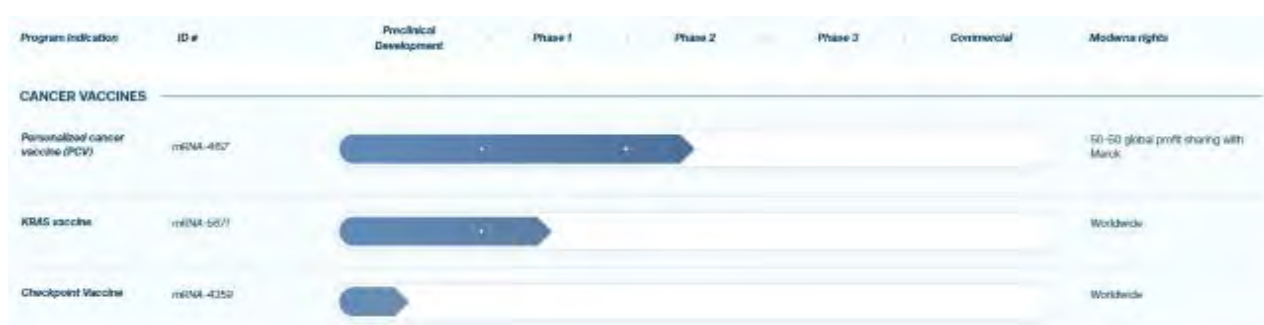 Program Indication ID # Preclinical Phase 1 Phase 2 Phase 3 Commercial Moderna rights
Development
CANCER VACCINES
Personalized cancer
vaccine (PCV) mRNA-4157 50-50 global profit sharing with
Merck
KRAS vaccine mRNA-5671 Worldwide
Checkpoint Vaccine mRNA-4359 Worldwide